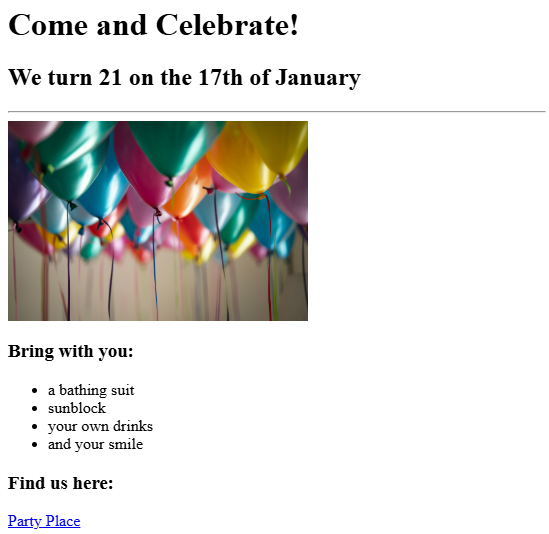 Come and Celebrate!
We turn 21 on the 17th of January
Bring with you:
a bathing suit
sunblock
your own drinks
and your smile
Find us here:
Party Place